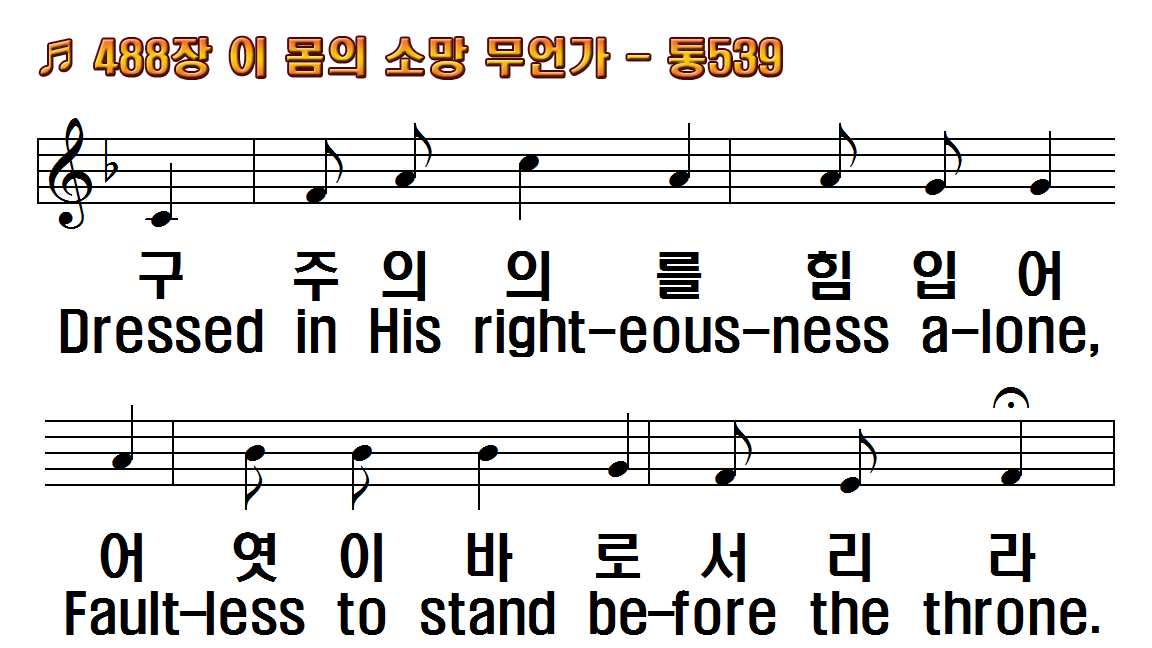 ♬ 488장 이 몸의 소망 무언가 - 통539
구 주 의 의 를 힘 입 어
Dressed in His right-eous-ness a-lone,
어 엿 이 바 로 서 리 라
Fault-less to stand be-fore the throne.